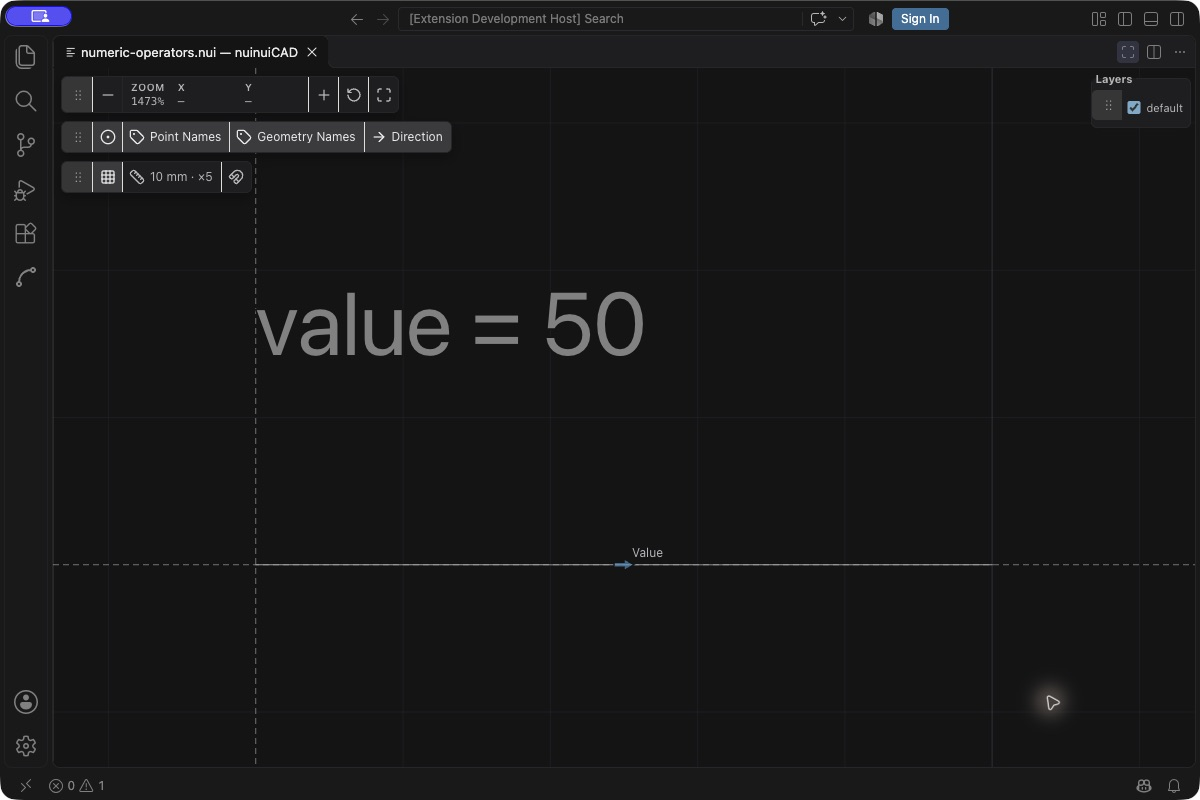 [Extension Development Host] Search
Sign In
numeric-operators.nui — nuinuiCAD
ZOOM X Y
1473% – –
Layers
default
Point Names
Geometry Names
Direction
10 mm · ×5
value = 50
Value
0 1